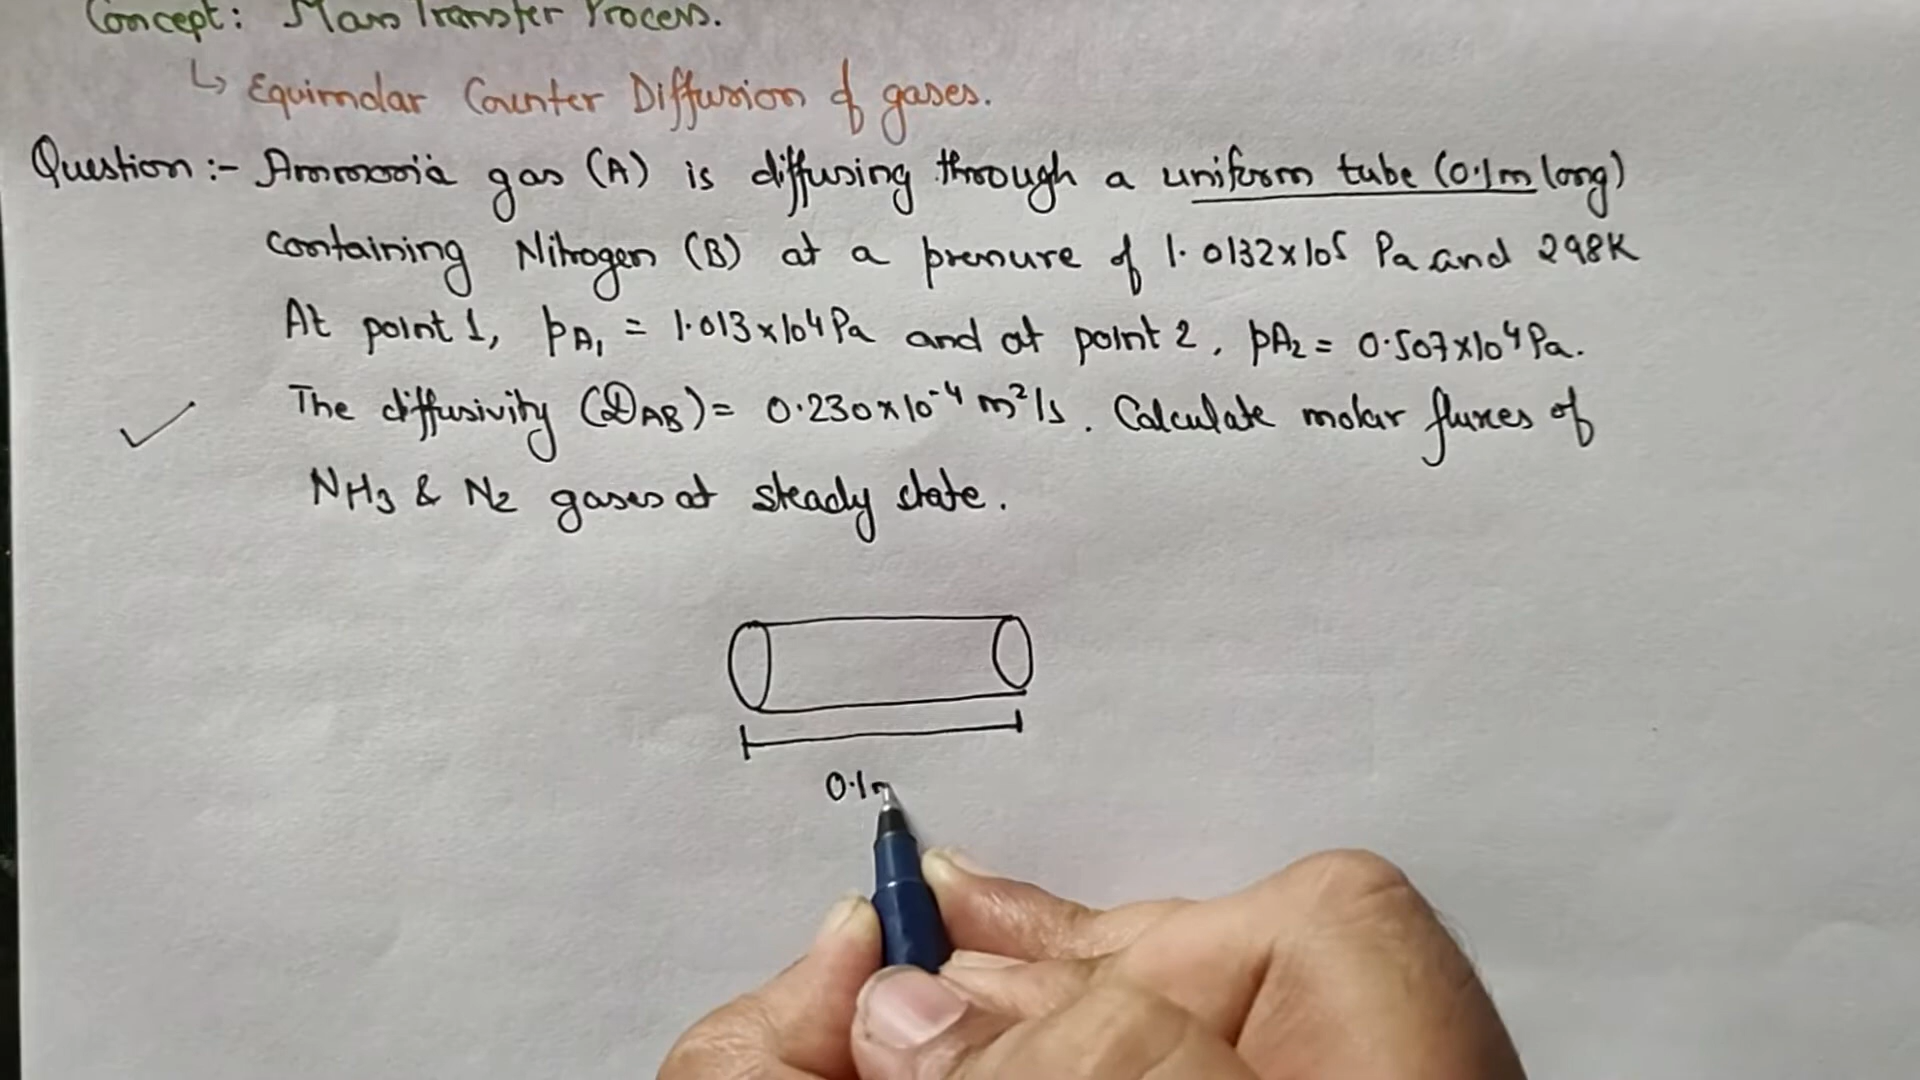 Concept: Mass Transfer Process.
↳ Equimolar Counter Diffusion of gases.
Question :- Ammonia gas (A) is diffusing through a uniform tube (0.1m long)
containing Nitrogen (B) at a pressure of 1.0132×10⁵ Pa and 298K
At point 1, pA₁ = 1.013×10⁴ Pa and at point 2, pA₂ = 0.507×10⁴ Pa.
The diffusivity (𝒟AB) = 0.230×10⁻⁴ m²/s. Calculate molar fluxes of
NH₃ & N₂ gases at steady state.
0.1m